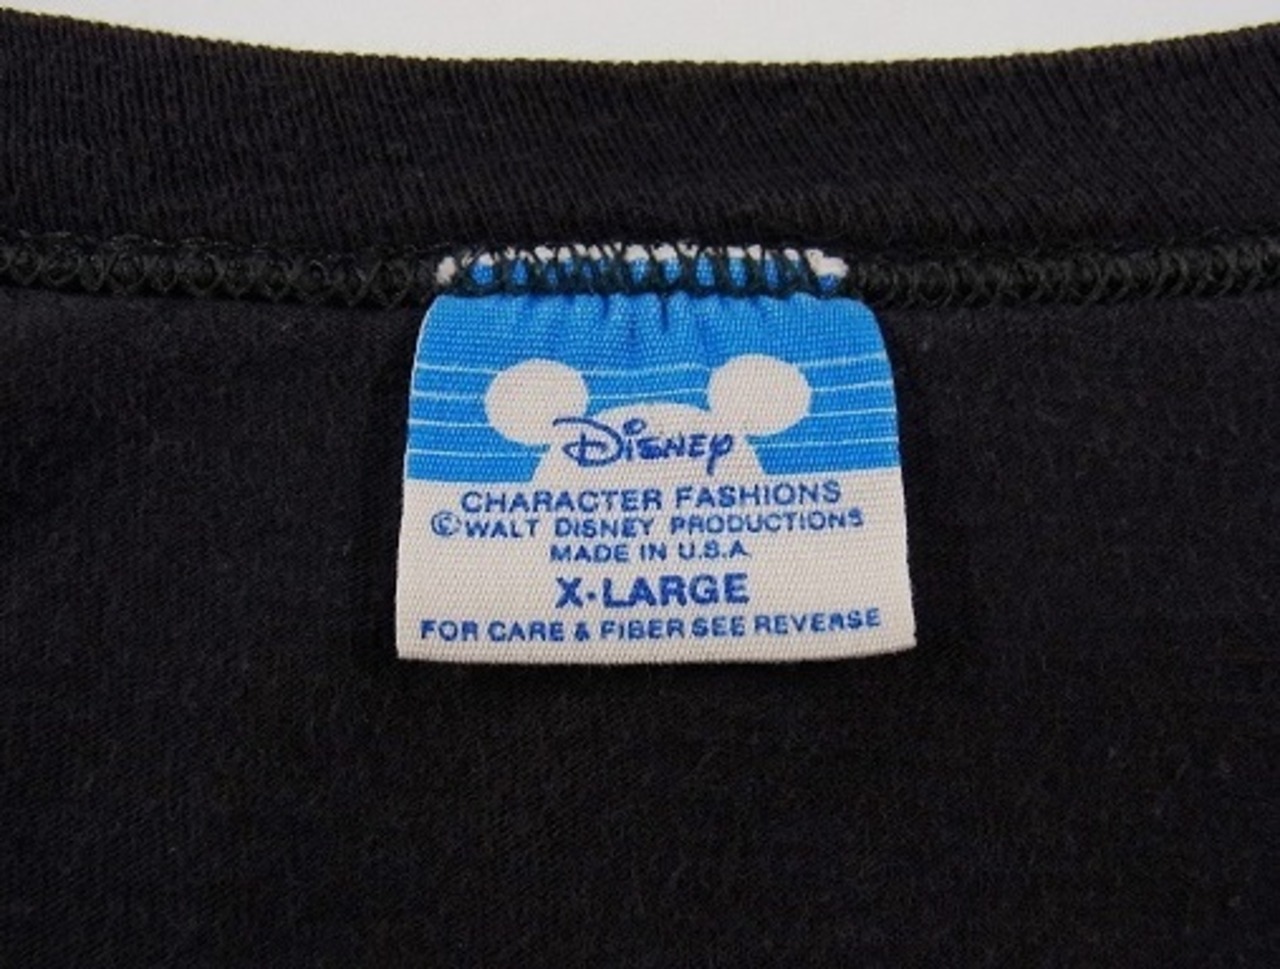 Disney
CHARACTER FASHIONS
©WALT DISNEY PRODUCTIONS
MADE IN U.S.A.
X-LARGE
FOR CARE & FIBER SEE REVERSE